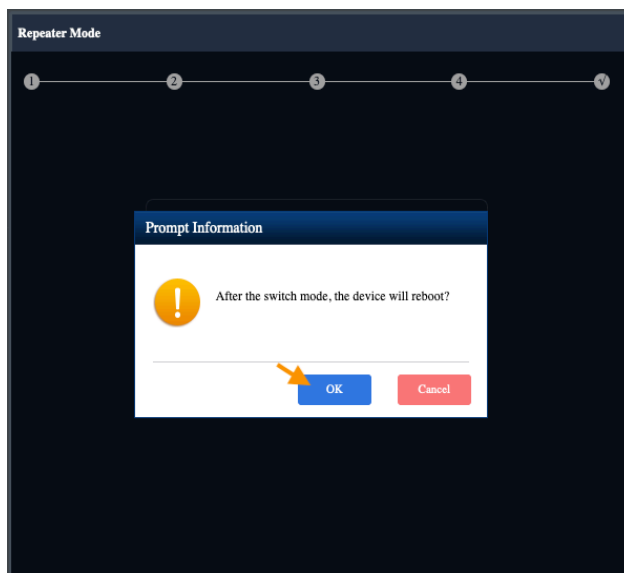 Repeater Mode
1 2 3 4 √
Prompt Information
! After the switch mode, the device will reboot?
OK Cancel